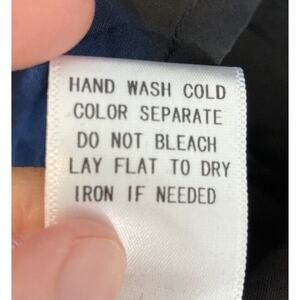 HAND WASH COLD
COLOR SEPARATE
DO NOT BLEACH
LAY FLAT TO DRY
IRON IF NEEDED